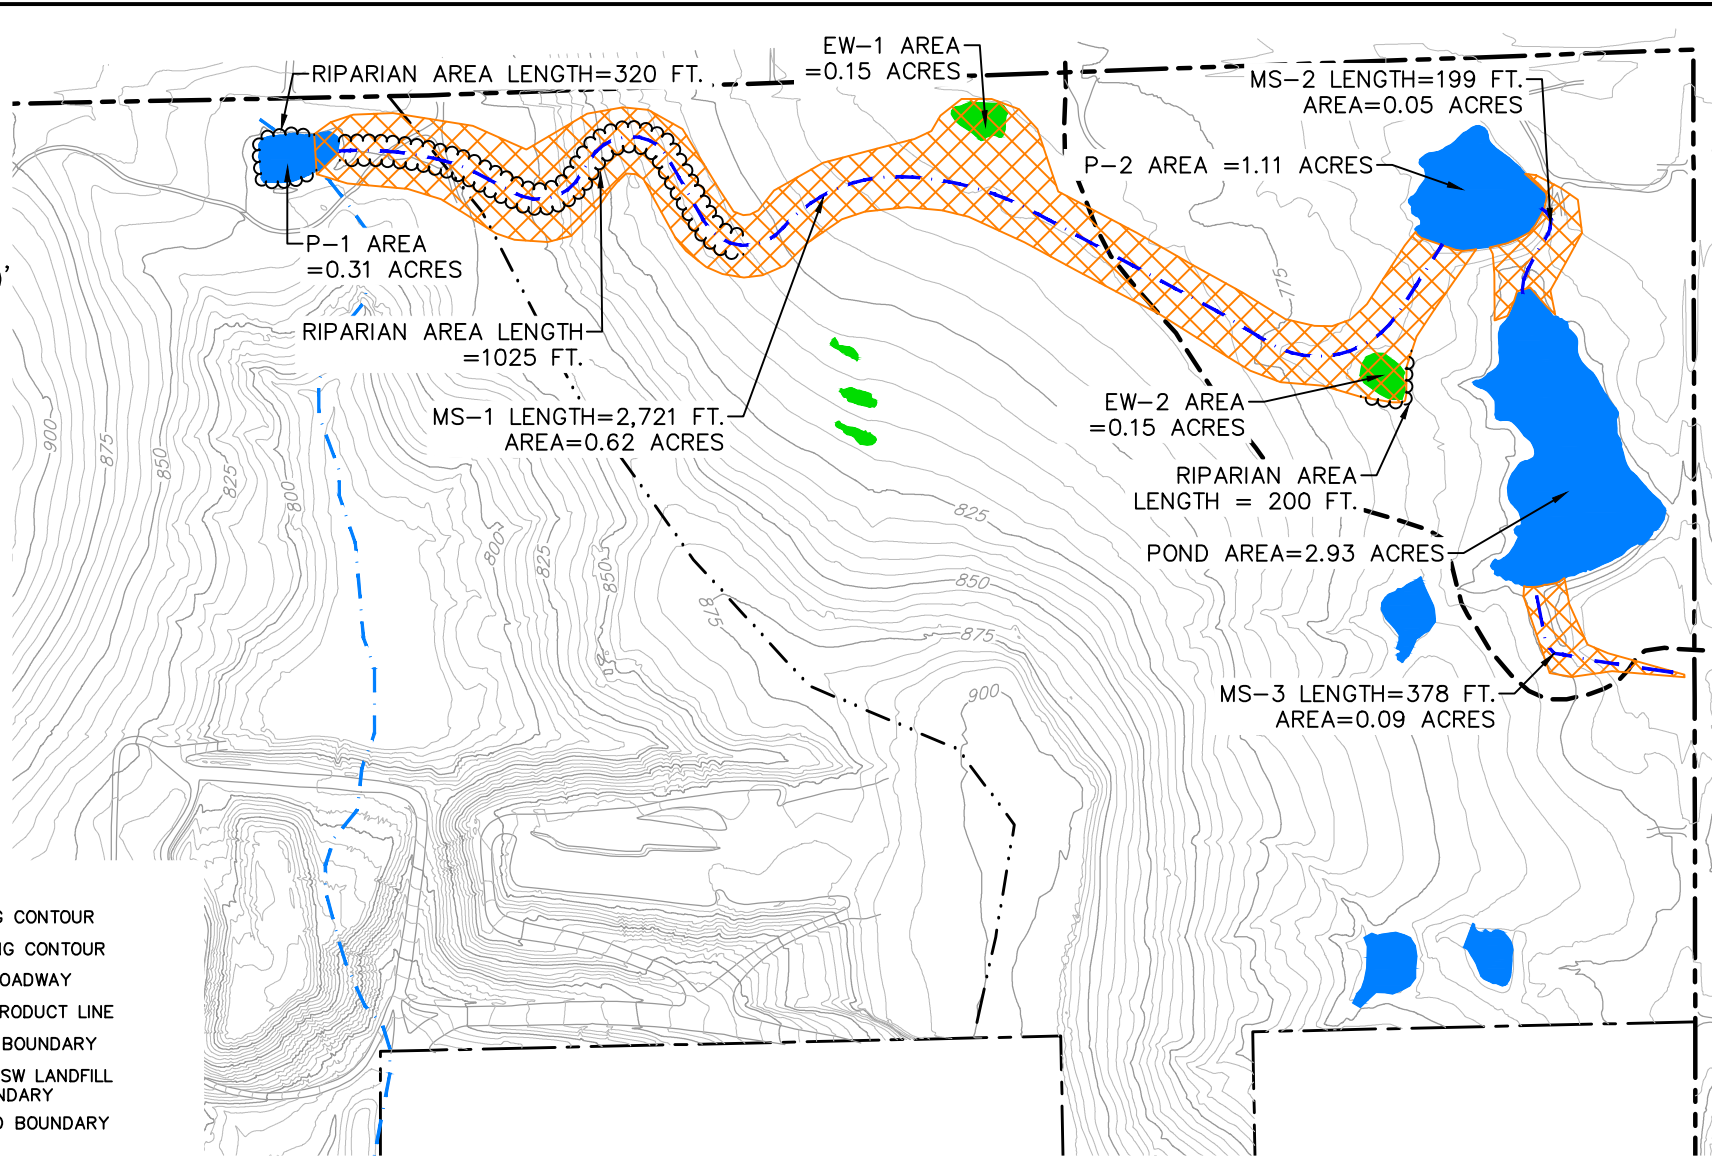 EW-1 AREA
=0.15 ACRES
RIPARIAN AREA LENGTH=320 FT.
MS-2 LENGTH=199 FT.
AREA=0.05 ACRES
P-2 AREA =1.11 ACRES
P-1 AREA
=0.31 ACRES
775
RIPARIAN AREA LENGTH
=1025 FT.
MS-1 LENGTH=2,721 FT.
AREA=0.62 ACRES
EW-2 AREA
=0.15 ACRES
RIPARIAN AREA
LENGTH = 200 FT.
900
875
850
825
800
825
800
825
850
875
POND AREA=2.93 ACRES
850
875
900
MS-3 LENGTH=378 FT.
AREA=0.09 ACRES
G CONTOUR
NG CONTOUR
OADWAY
RODUCT LINE
BOUNDARY
SW LANDFILL
NDARY
D BOUNDARY